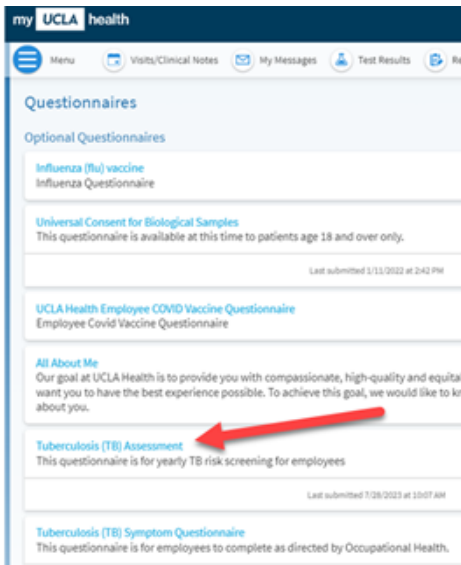 my UCLA health
Menu Visits/Clinical Notes My Messages Test Results
Questionnaires
Optional Questionnaires
Influenza (flu) vaccine
Influenza Questionnaire
Universal Consent for Biological Samples
This questionnaire is available at this time to patients age 18 and over only.
Last submitted 1/11/2022 at 2:42 PM
UCLA Health Employee COVID Vaccine Questionnaire
Employee Covid Vaccine Questionnaire
All About Me
Our goal at UCLA Health is to provide you with compassionate, high-quality and
want you to have the best experience possible. To achieve this goal, we would like to
about you.
Tuberculosis (TB) Assessment
This questionnaire is for yearly TB risk screening for employees
Last submitted 7/28/2023 at 10:07 AM
Tuberculosis (TB) Symptom Questionnaire
This questionnaire is for employees to complete as directed by Occupational Health.